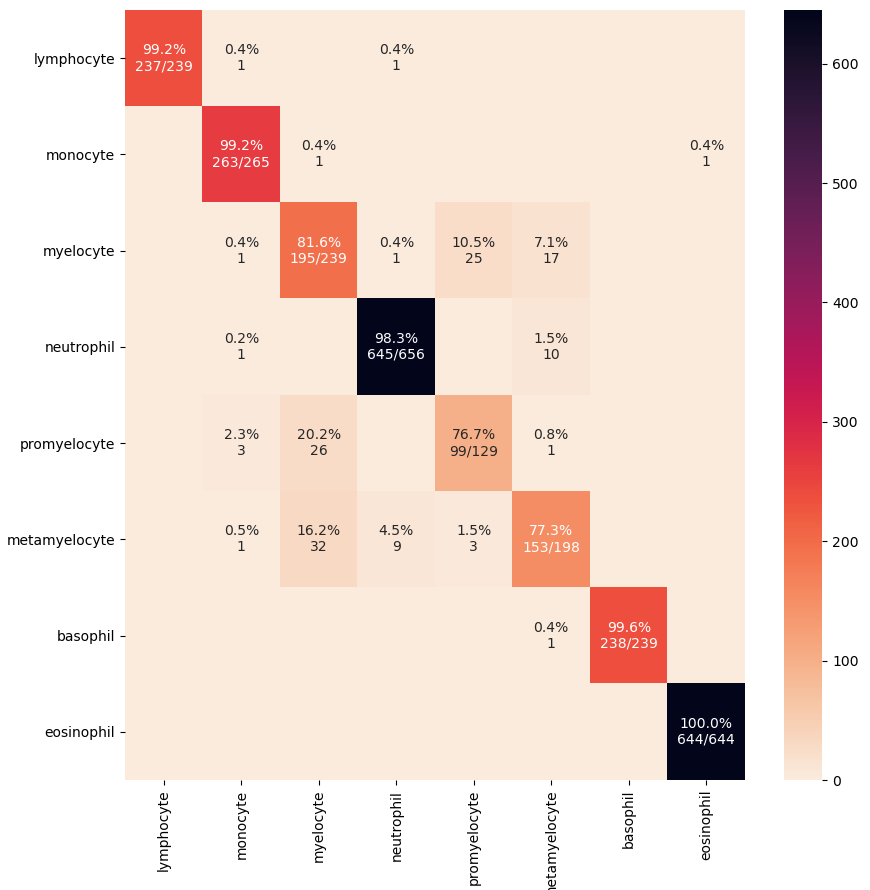 lymphocyte 99.2% 0.4% 0.4%
237/239 1 1
monocyte 99.2% 0.4% 0.4%
263/265 1 1
myelocyte 0.4% 81.6% 0.4% 10.5% 7.1%
1 195/239 1 25 17
neutrophil 0.2% 98.3% 1.5%
1 645/656 10
promyelocyte 2.3% 20.2% 76.7% 0.8%
3 26 99/129 1
metamyelocyte 0.5% 16.2% 4.5% 1.5% 77.3%
1 32 9 3 153/198
basophil 0.4% 99.6%
1 238/239
eosinophil 100.0%
644/644
lymphocyte
monocyte
myelocyte
neutrophil
promyelocyte
etamyelocyte
basophil
eosinophil
600
500
400
300
200
100
0